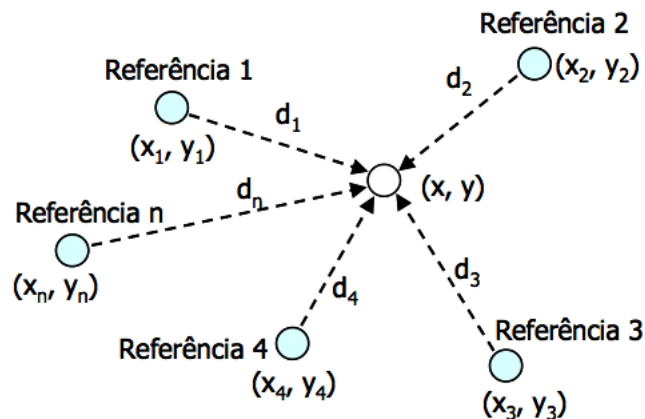 Referência 2
(x₂, y₂)
d₂
Referência 1
(x₁, y₁)
d₁
(x, y)
Referência n
(xₙ, yₙ)
dₙ
d₄
Referência 4
(x₄, y₄)
d₃
Referência 3
(x₃, y₃)